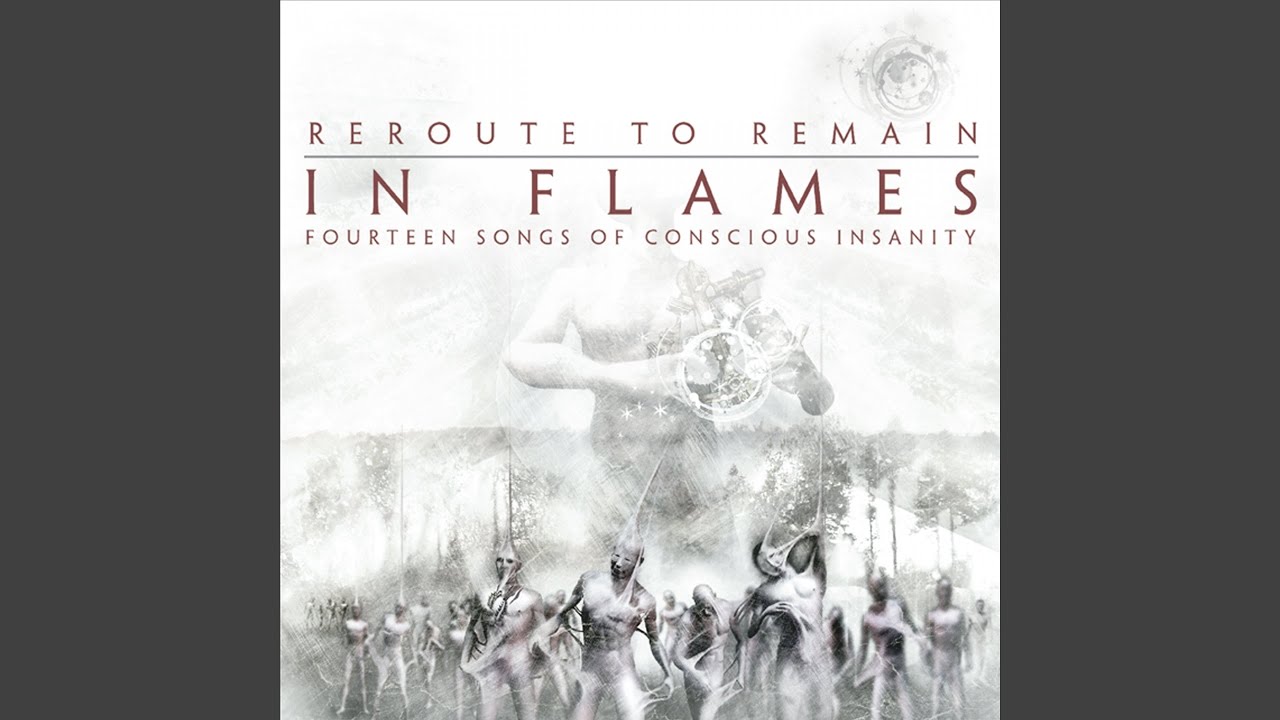 REROUTE TO REMAIN
IN FLAMES
FOURTEEN SONGS OF CONSCIOUS INSANITY